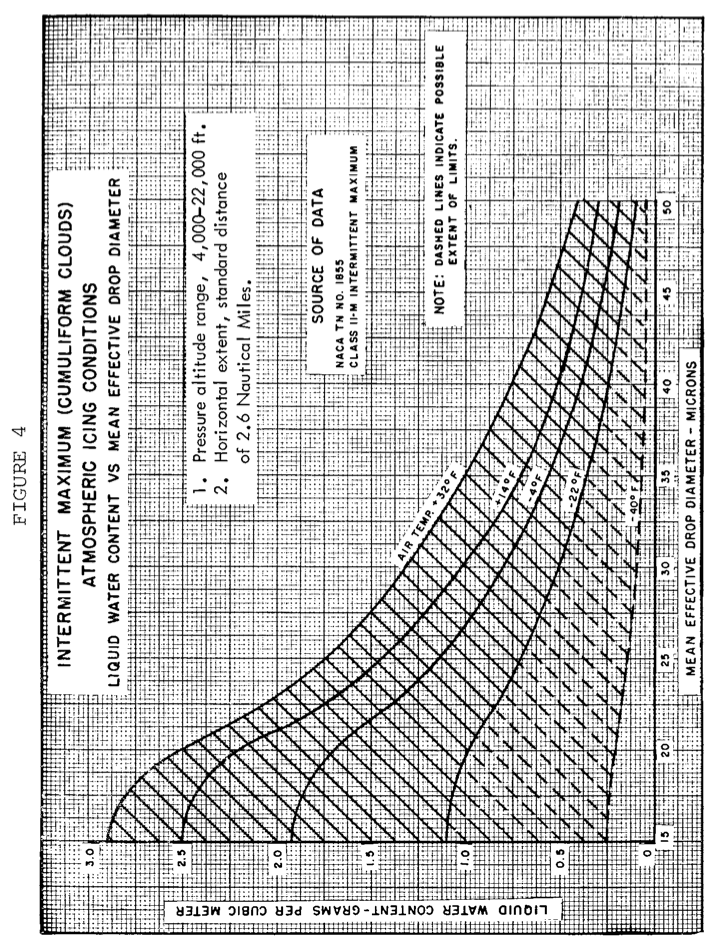 FIGURE 4
INTERMITTENT MAXIMUM (CUMULIFORM CLOUDS)
ATMOSPHERIC ICING CONDITIONS
LIQUID WATER CONTENT VS MEAN EFFECTIVE DROP DIAMETER
1. Pressure altitude range, 4,000-22,000 ft.
2. Horizontal extent, standard distance
of 2.6 Nautical Miles.
SOURCE OF DATA
NACA TN NO. 1855
CLASS II-M INTERMITTENT MAXIMUM
NOTE: DASHED LINES INDICATE POSSIBLE
EXTENT OF LIMITS.
AIR TEMP. +32°F
+14°F
-4°F
-22°F
-40°F
LIQUID WATER CONTENT-GRAMS PER CUBIC METER
3.0
2.5
2.0
1.5
1.0
0.5
0
15
20
25
30
35
40
45
50
MEAN EFFECTIVE DROP DIAMETER - MICRONS